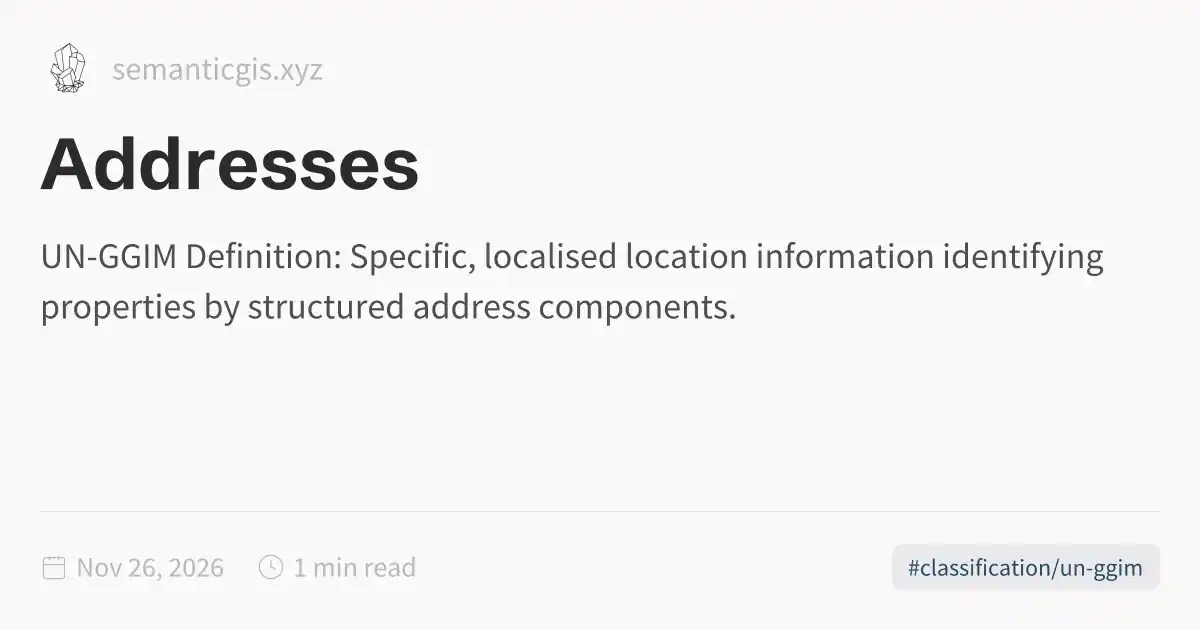 semanticgis.xyz
Addresses
UN-GGIM Definition: Specific, localised location information identifying
properties by structured address components.
Nov 26, 2026 1 min read #classification/un-ggim